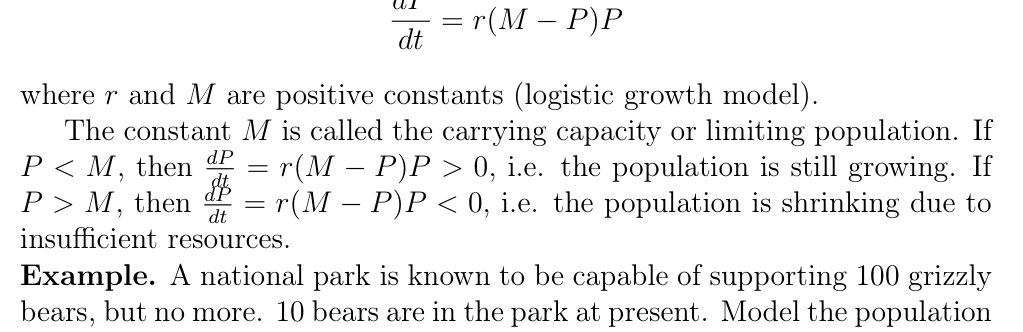 dP/dt = r(M − P)P
where r and M are positive constants (logistic growth model).
The constant M is called the carrying capacity or limiting population. If
P < M, then dP/dt = r(M − P)P > 0, i.e. the population is still growing. If
P > M, then dP/dt = r(M − P)P < 0, i.e. the population is shrinking due to
insufficient resources.
Example. A national park is known to be capable of supporting 100 grizzly
bears, but no more. 10 bears are in the park at present. Model the population